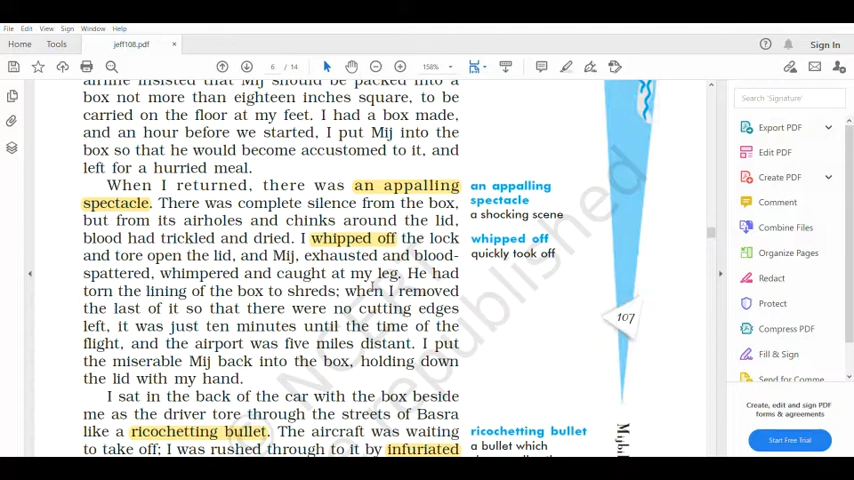 File Edit View Sign Window Help
Home Tools jeff108.pdf × Sign In
6 / 14 158%
airline insisted that Mij should be packed into a
box not more than eighteen inches square, to be
carried on the floor at my feet. I had a box made,
and an hour before we started, I put Mij into the
box so that he would become accustomed to it, and
left for a hurried meal.
When I returned, there was an appalling
spectacle. There was complete silence from the box,
but from its airholes and chinks around the lid,
blood had trickled and dried. I whipped off the lock
and tore open the lid, and Mij, exhausted and blood-
spattered, whimpered and caught at my leg. He had
torn the lining of the box to shreds; when I removed
the last of it so that there were no cutting edges
left, it was just ten minutes until the time of the
flight, and the airport was five miles distant. I put
the miserable Mij back into the box, holding down
the lid with my hand.
I sat in the back of the car with the box beside
me as the driver tore through the streets of Basra
like a ricochetting bullet. The aircraft was waiting
to take off; I was rushed through to it by infuriated
an appalling
spectacle
a shocking scene
whipped off
quickly took off
ricochetting bullet
a bullet which
107
Mijbil
© NCERT
be republished
Search 'Signature'
Export PDF
Edit PDF
Create PDF
Comment
Combine Files
Organize Pages
Redact
Protect
Compress PDF
Fill & Sign
Send for Comme
Create, edit and sign PDF
forms & agreements
Start Free Trial